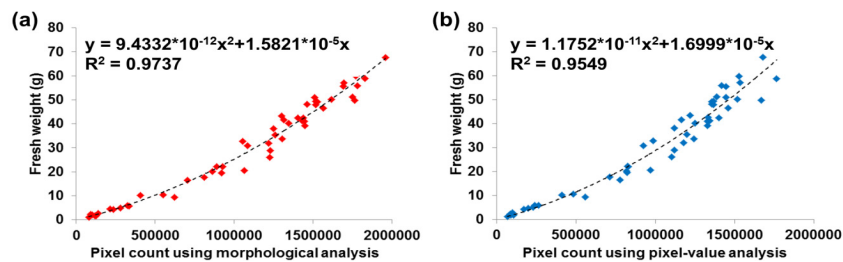 (a)
y = 9.4332*10-12x2+1.5821*10-5x
R2 = 0.9737
Fresh weight (g)
80
70
60
50
40
30
20
10
0
0 500000 1000000 1500000 2000000
Pixel count using morphological analysis
(b)
y = 1.1752*10-11x2+1.6999*10-5x
R2 = 0.9549
Fresh weight (g)
80
70
60
50
40
30
20
10
0
0 500000 1000000 1500000 2000000
Pixel count using pixel-value analysis